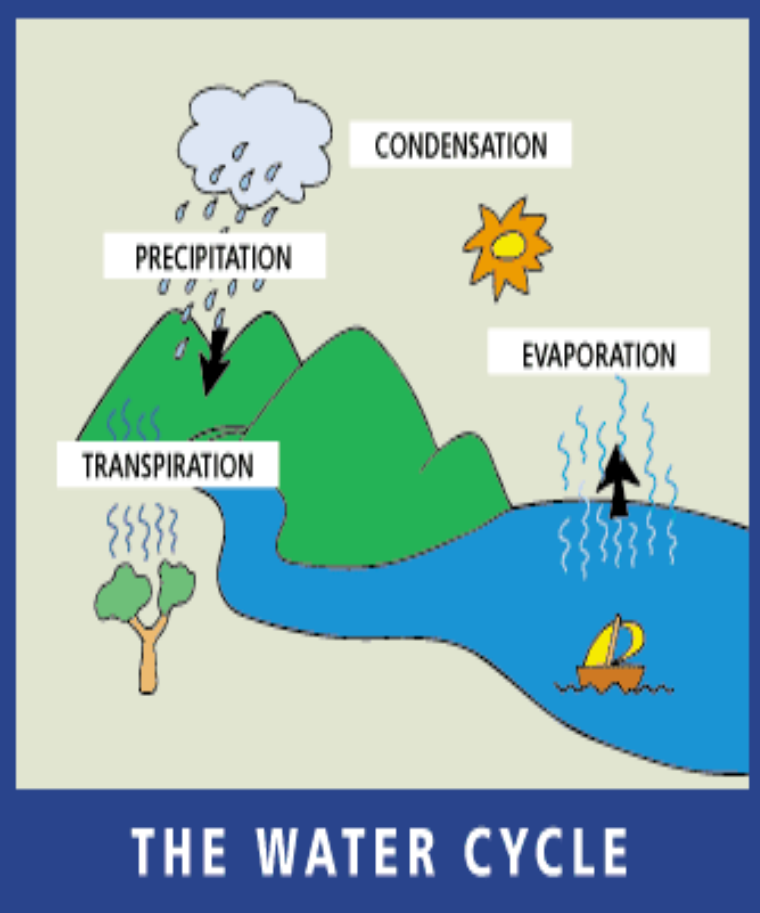 CONDENSATION
PRECIPITATION
EVAPORATION
TRANSPIRATION
THE WATER CYCLE